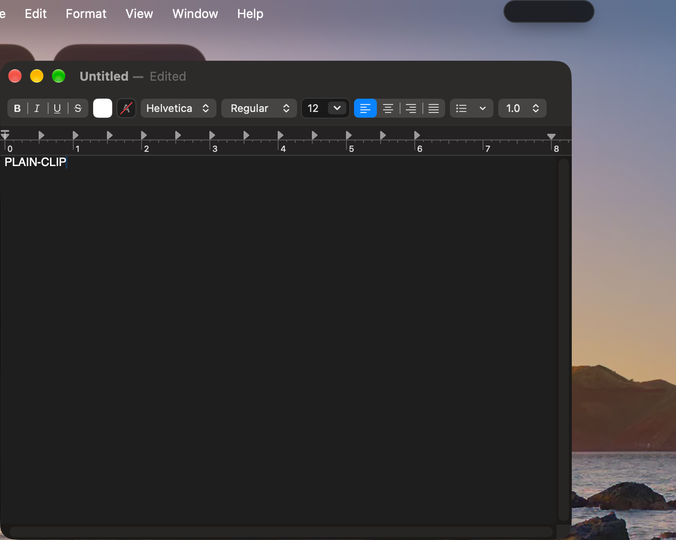 Edit Format View Window Help
Untitled — Edited
B I U S A Helvetica Regular 12 1.0
0 1 2 3 4 5 6 7 8
PLAIN-CLIP